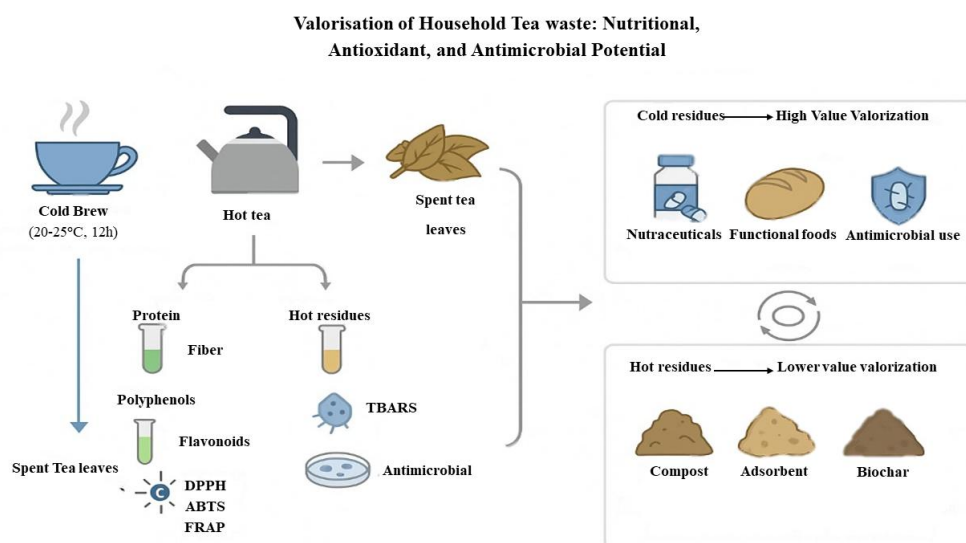 Valorisation of Household Tea waste: Nutritional,
Antioxidant, and Antimicrobial Potential
Cold Brew
(20-25°C, 12h)
Hot tea
Spent tea
leaves
Protein
Fiber
Hot residues
Polyphenols
Flavonoids
TBARS
Spent Tea leaves
C
DPPH
ABTS
FRAP
Antimicrobial
Cold residues
High Value Valorization
Nutraceuticals
Functional foods
Antimicrobial use
Hot residues
Lower value valorization
Compost
Adsorbent
Biochar